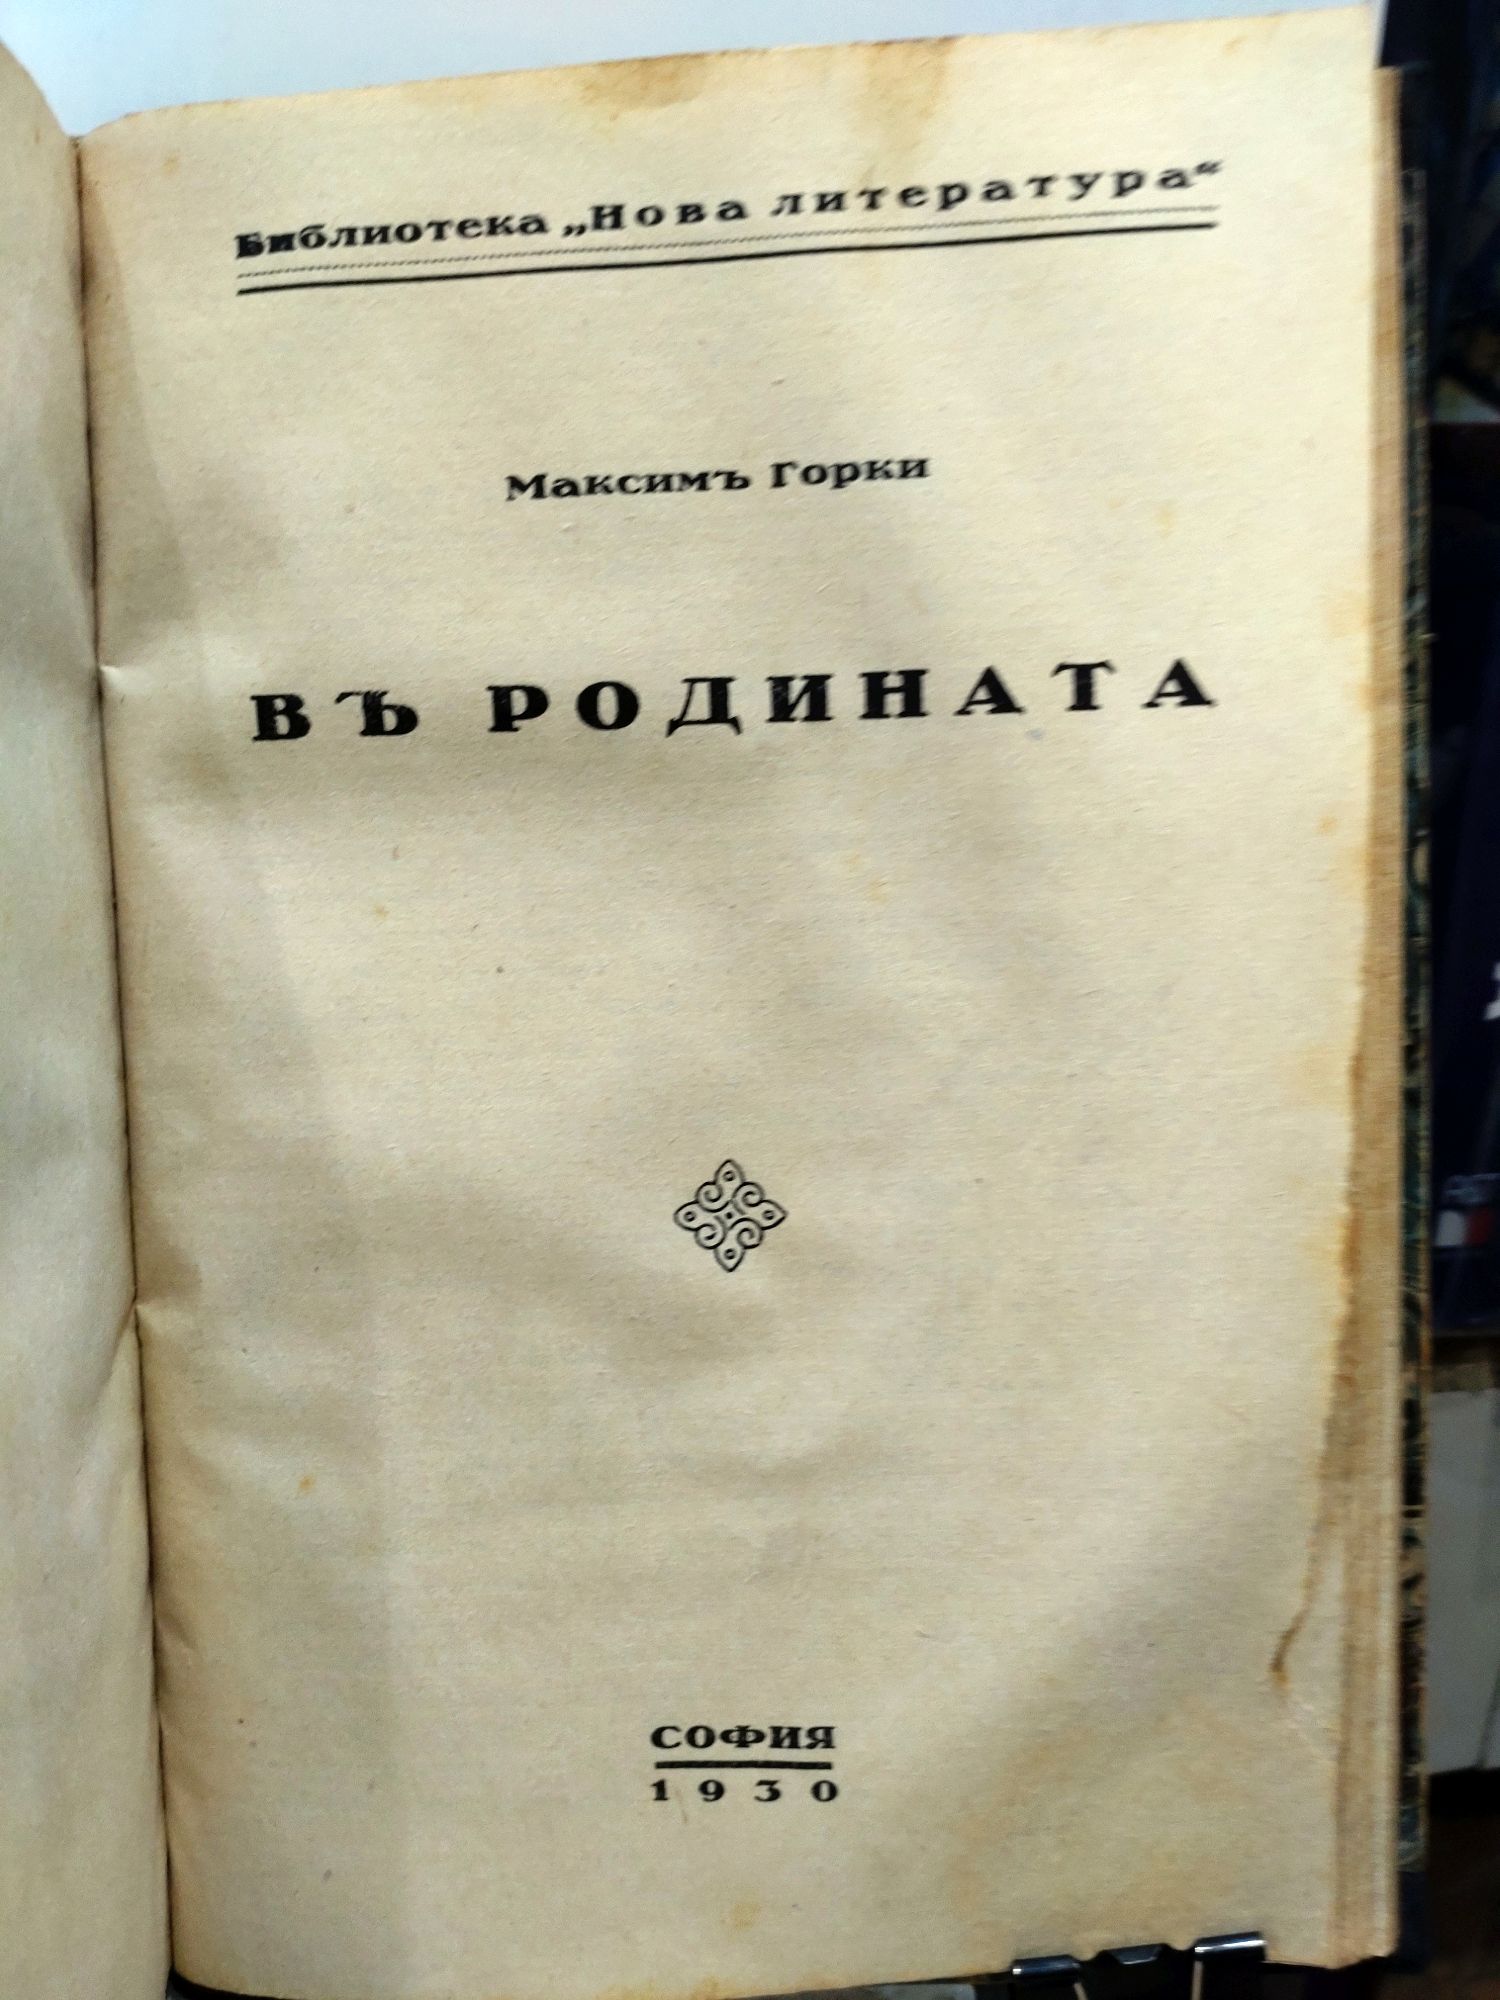 Библиотека „Нова литература“
Максимъ Горки
ВЪ РОДИНАТА
СОФИЯ
1930